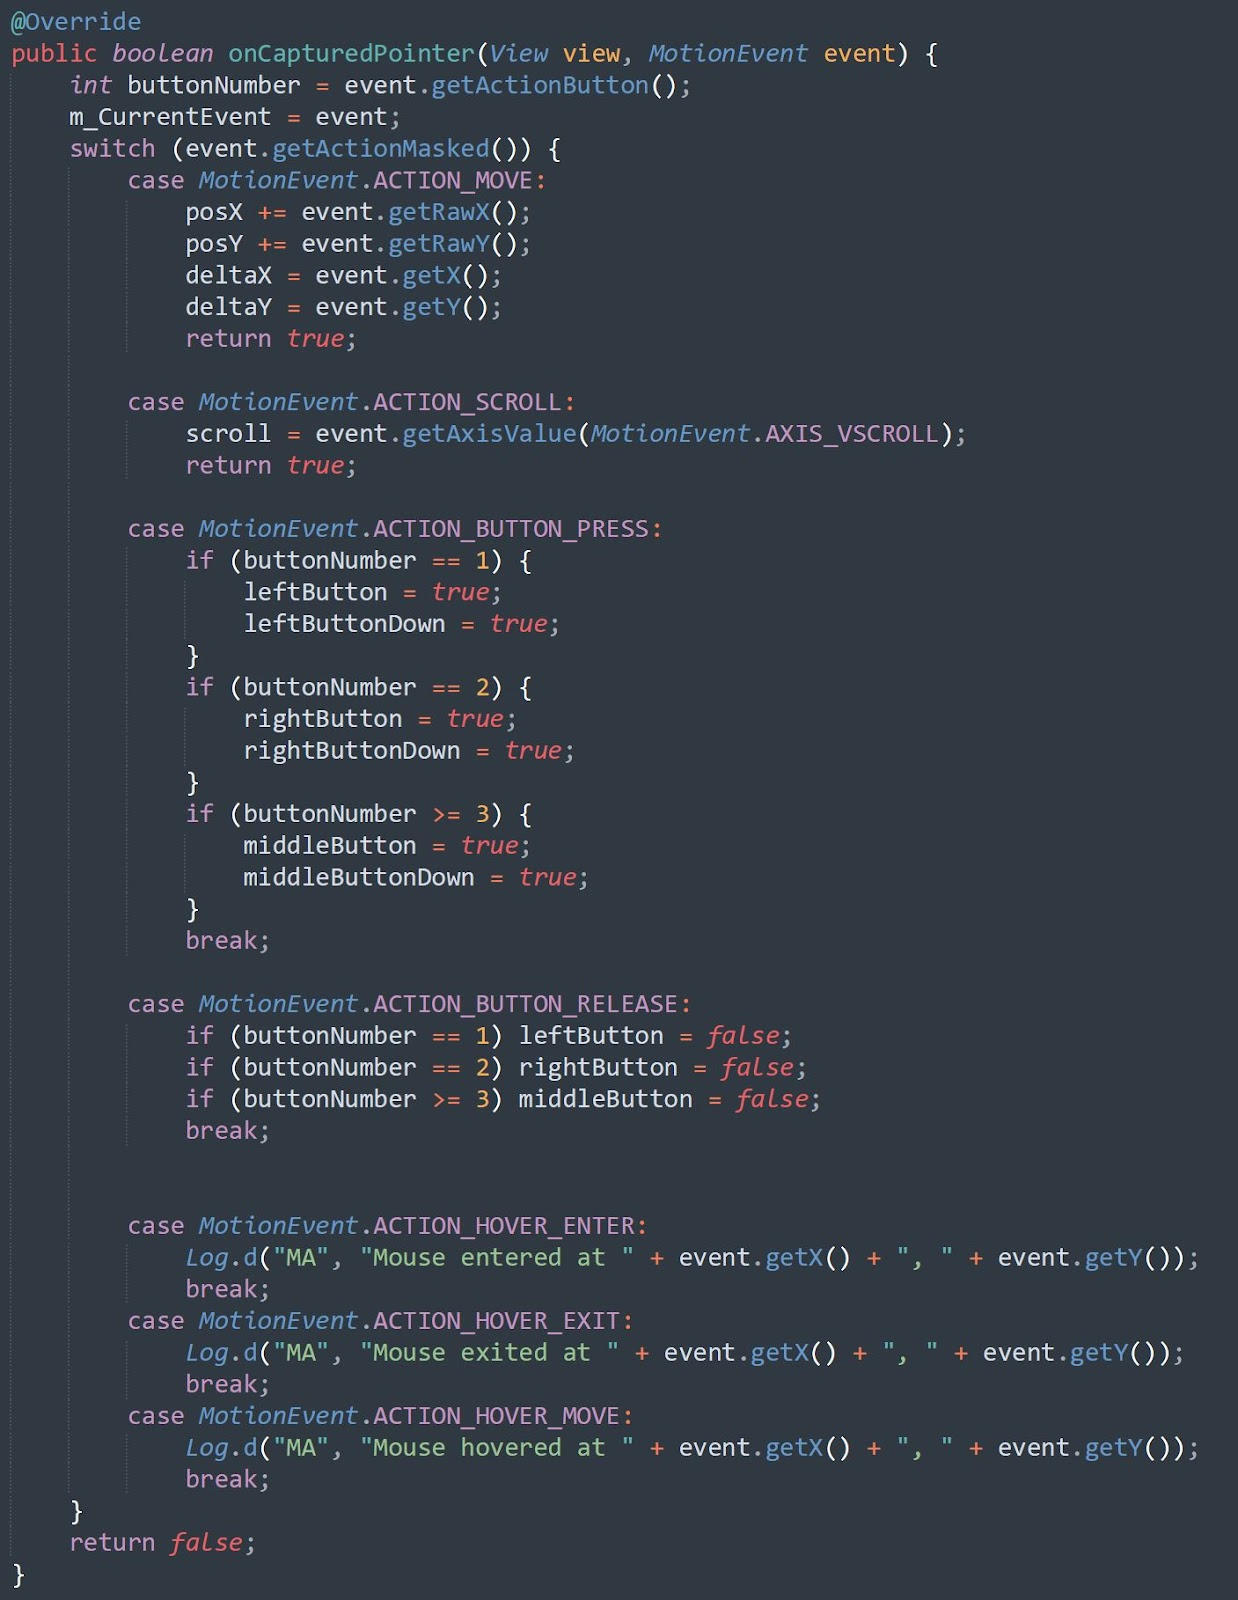 @Override
public boolean onCapturedPointer(View view, MotionEvent event) {
    int buttonNumber = event.getActionButton();
    m_CurrentEvent = event;
    switch (event.getActionMasked()) {
        case MotionEvent.ACTION_MOVE:
            posX += event.getRawX();
            posY += event.getRawY();
            deltaX = event.getX();
            deltaY = event.getY();
            return true;

        case MotionEvent.ACTION_SCROLL:
            scroll = event.getAxisValue(MotionEvent.AXIS_VSCROLL);
            return true;

        case MotionEvent.ACTION_BUTTON_PRESS:
            if (buttonNumber == 1) {
                leftButton = true;
                leftButtonDown = true;
            }
            if (buttonNumber == 2) {
                rightButton = true;
                rightButtonDown = true;
            }
            if (buttonNumber >= 3) {
                middleButton = true;
                middleButtonDown = true;
            }
            break;

        case MotionEvent.ACTION_BUTTON_RELEASE:
            if (buttonNumber == 1) leftButton = false;
            if (buttonNumber == 2) rightButton = false;
            if (buttonNumber >= 3) middleButton = false;
            break;


        case MotionEvent.ACTION_HOVER_ENTER:
            Log.d("MA", "Mouse entered at " + event.getX() + ", " + event.getY());
            break;
        case MotionEvent.ACTION_HOVER_EXIT:
            Log.d("MA", "Mouse exited at " + event.getX() + ", " + event.getY());
            break;
        case MotionEvent.ACTION_HOVER_MOVE:
            Log.d("MA", "Mouse hovered at " + event.getX() + ", " + event.getY());
            break;
    }
    return false;
}